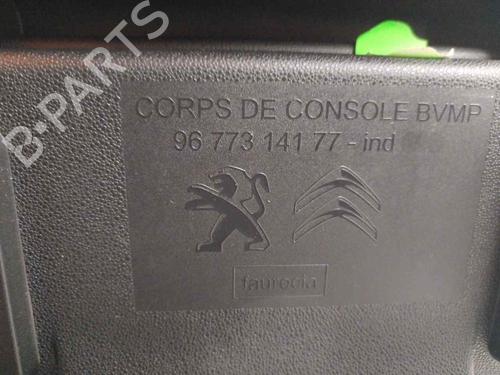 CORPS DE CONSOLE BVMP
96 773 141 77 - ind
faurecia
B-PARTS